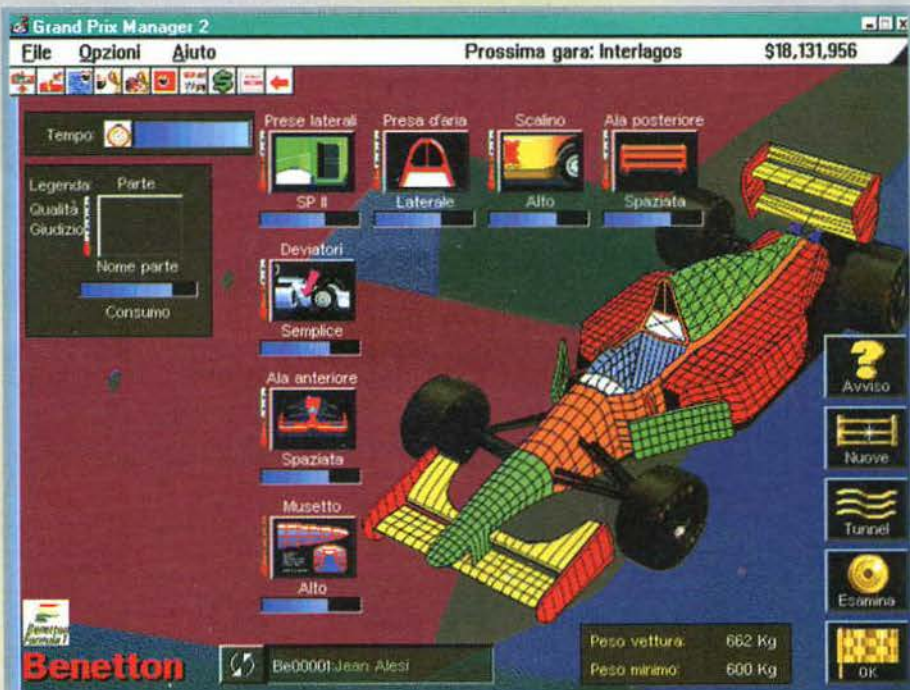 Grand Prix Manager 2
File Opzioni Aiuto Prossima gara: Interlagos $18,131,956
Tempo:
Prese laterali Presa d'aria Scalino Ala posteriore
SP II Laterale Alto Spaziata
Legenda: Parte
Qualità
Giudizio
Nome parte
Consumo
Deviatori
Semplice
Ala anteriore
Spaziata
Musetto
Alto
Avviso
Nuove
Tunnel
Esamina
OK
Benetton
Formula 1
Benetton
Be00001:Jean Alesi
Peso vettura: 662 Kg
Peso minimo: 600 Kg